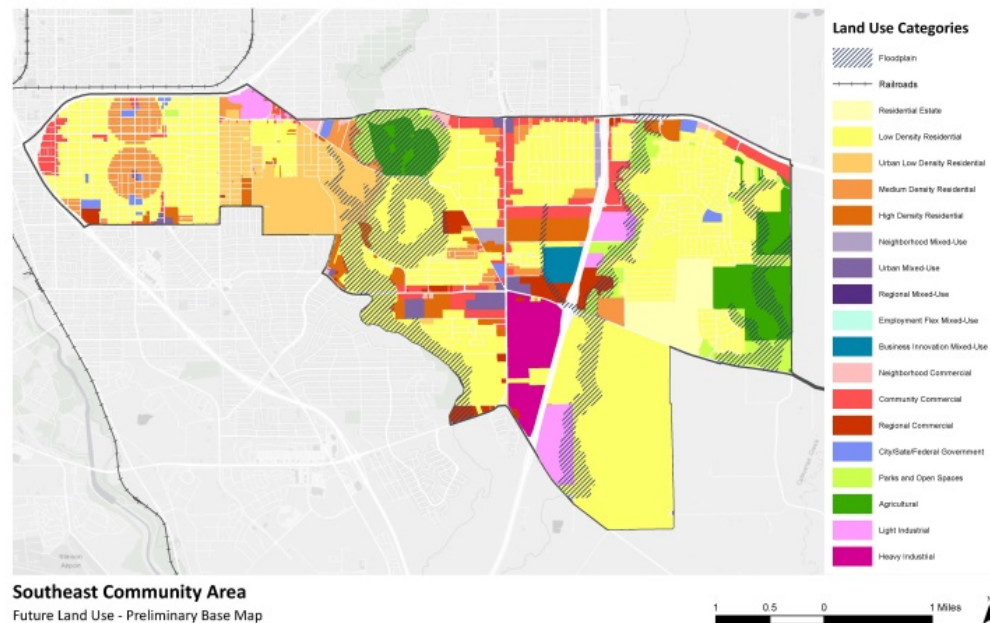 Land Use Categories
Floodplain
Railroads
Residential Estate
Low Density Residential
Urban Low Density Residential
Medium Density Residential
High Density Residential
Neighborhood Mixed-Use
Urban Mixed-Use
Regional Mixed-Use
Employment Flex Mixed-Use
Business Innovation Mixed-Use
Neighborhood Commercial
Community Commercial
Regional Commercial
City/Sate/Federal Government
Parks and Open Spaces
Agricultural
Light Industrial
Heavy Industrial
Southeast Community Area
Future Land Use - Preliminary Base Map
1 0.5 0 1 Miles